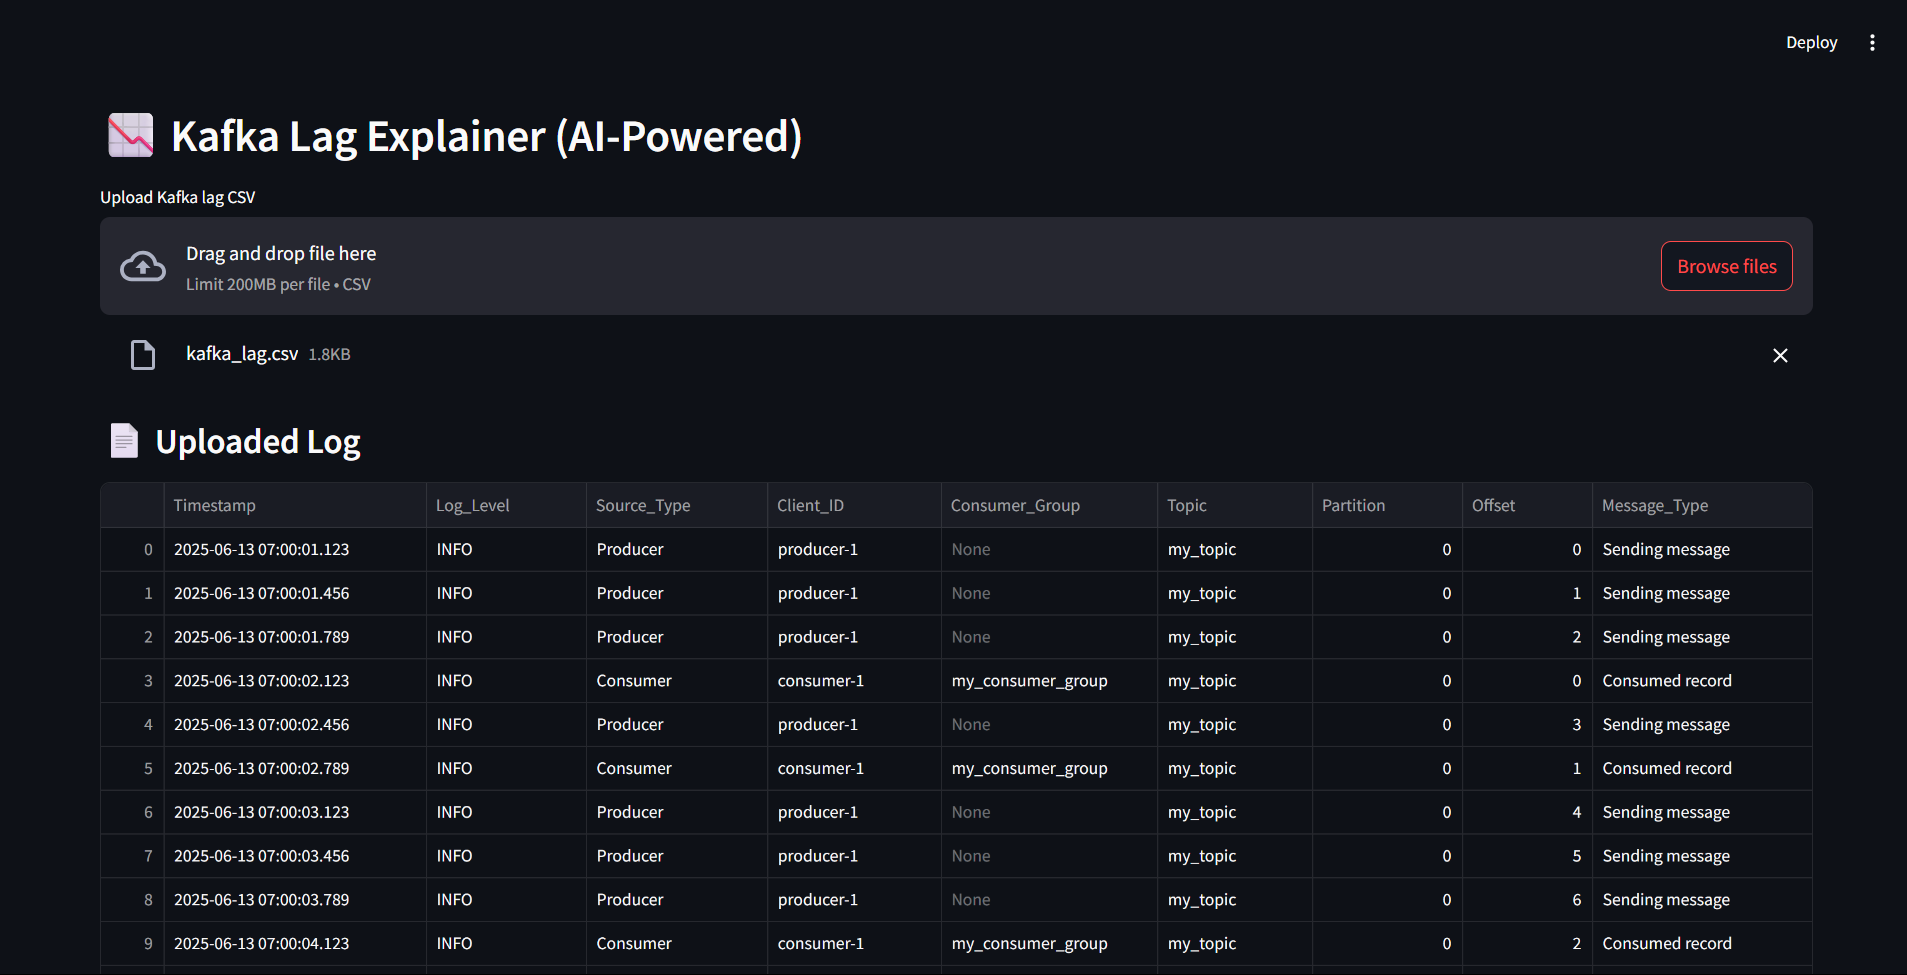 Deploy
Kafka Lag Explainer (AI-Powered)
Upload Kafka lag CSV
Drag and drop file here
Limit 200MB per file • CSV
Browse files
kafka_lag.csv 1.8KB
Uploaded Log
Timestamp Log_Level Source_Type Client_ID Consumer_Group Topic Partition Offset Message_Type
0 2025-06-13 07:00:01.123 INFO Producer producer-1 None my_topic 0 0 Sending message
1 2025-06-13 07:00:01.456 INFO Producer producer-1 None my_topic 0 1 Sending message
2 2025-06-13 07:00:01.789 INFO Producer producer-1 None my_topic 0 2 Sending message
3 2025-06-13 07:00:02.123 INFO Consumer consumer-1 my_consumer_group my_topic 0 0 Consumed record
4 2025-06-13 07:00:02.456 INFO Producer producer-1 None my_topic 0 3 Sending message
5 2025-06-13 07:00:02.789 INFO Consumer consumer-1 my_consumer_group my_topic 0 1 Consumed record
6 2025-06-13 07:00:03.123 INFO Producer producer-1 None my_topic 0 4 Sending message
7 2025-06-13 07:00:03.456 INFO Producer producer-1 None my_topic 0 5 Sending message
8 2025-06-13 07:00:03.789 INFO Producer producer-1 None my_topic 0 6 Sending message
9 2025-06-13 07:00:04.123 INFO Consumer consumer-1 my_consumer_group my_topic 0 2 Consumed record